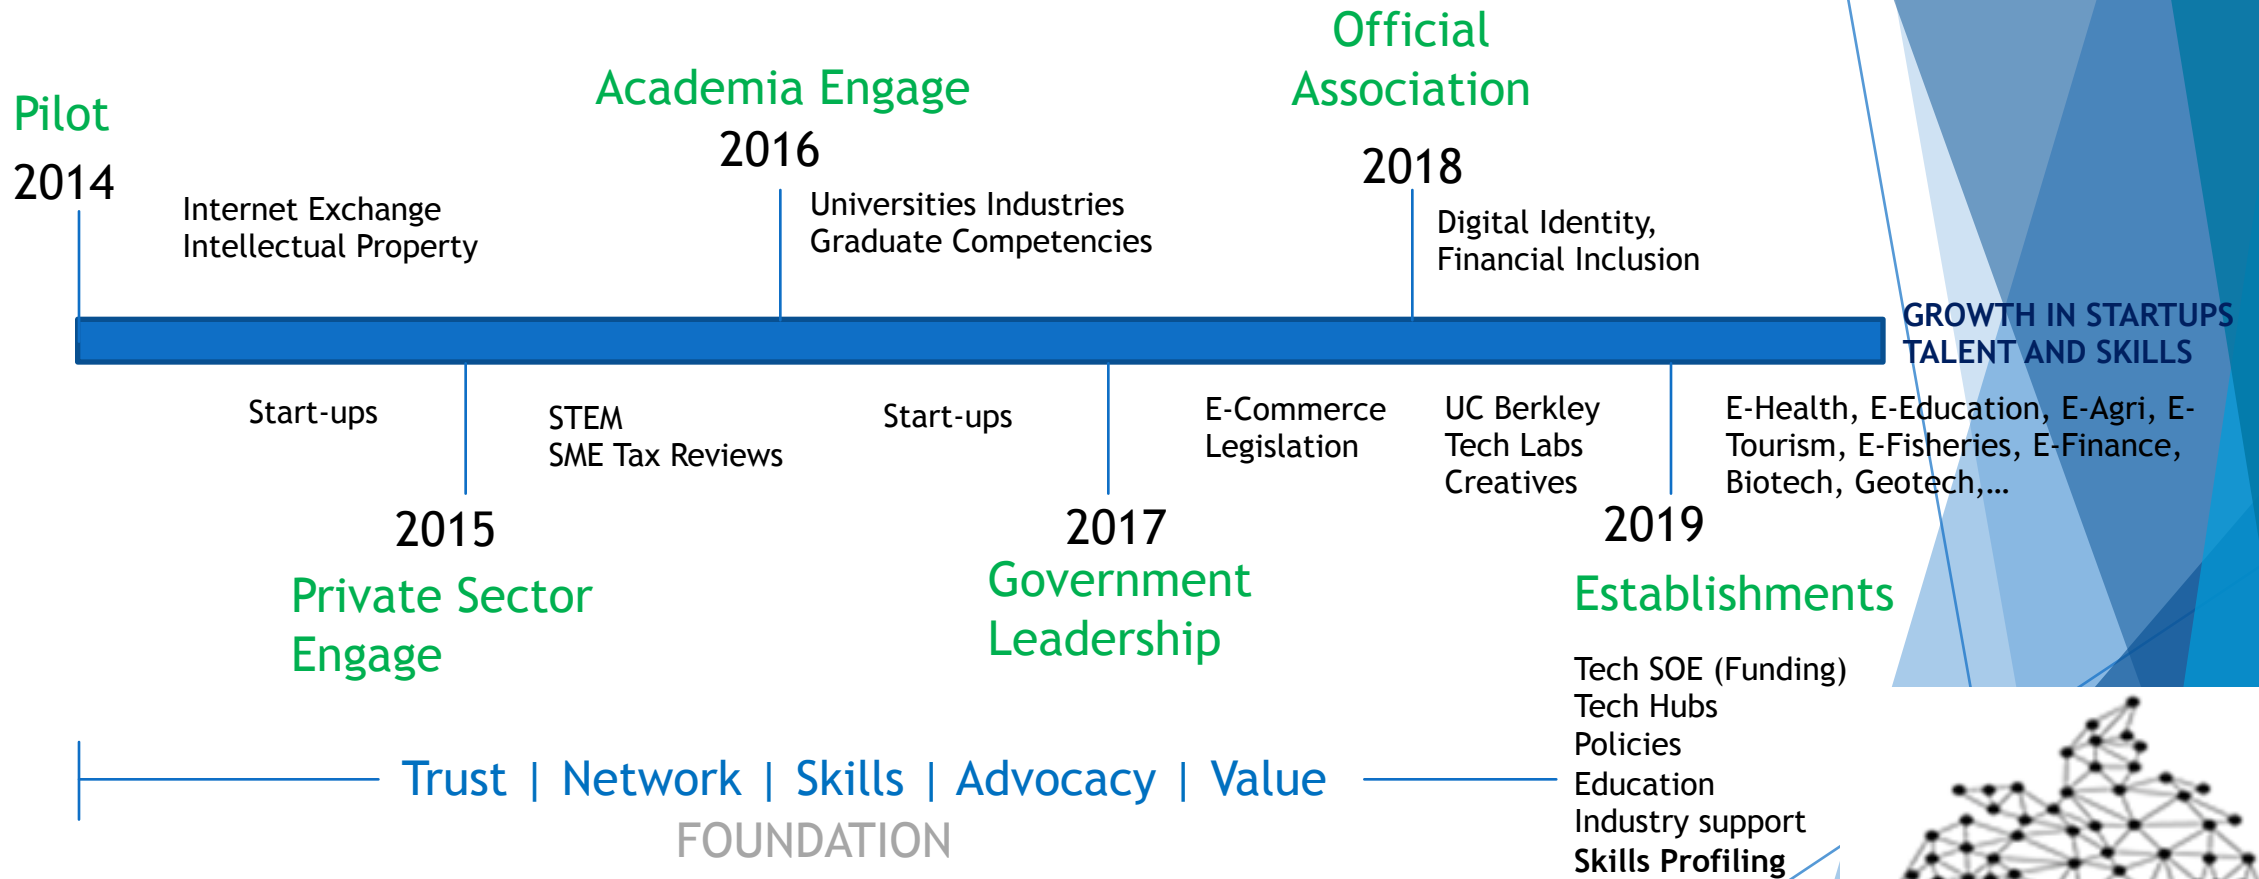 Pilot
2014
Internet Exchange
Intellectual Property
Academia Engage
2016
Universities Industries
Graduate Competencies
Official
Association
2018
Digital Identity,
Financial Inclusion
GROWTH IN STARTUPS
TALENT AND SKILLS
Start-ups
2015
Private Sector
Engage
STEM
SME Tax Reviews
Start-ups
2017
Government
Leadership
E-Commerce
Legislation
UC Berkley
Tech Labs
Creatives
2019
Establishments
E-Health, E-Education, E-Agri, E-
Tourism, E-Fisheries, E-Finance,
Biotech, Geotech,…
Tech SOE (Funding)
Tech Hubs
Policies
Education
Industry support
Skills Profiling
Trust | Network | Skills | Advocacy | Value
FOUNDATION